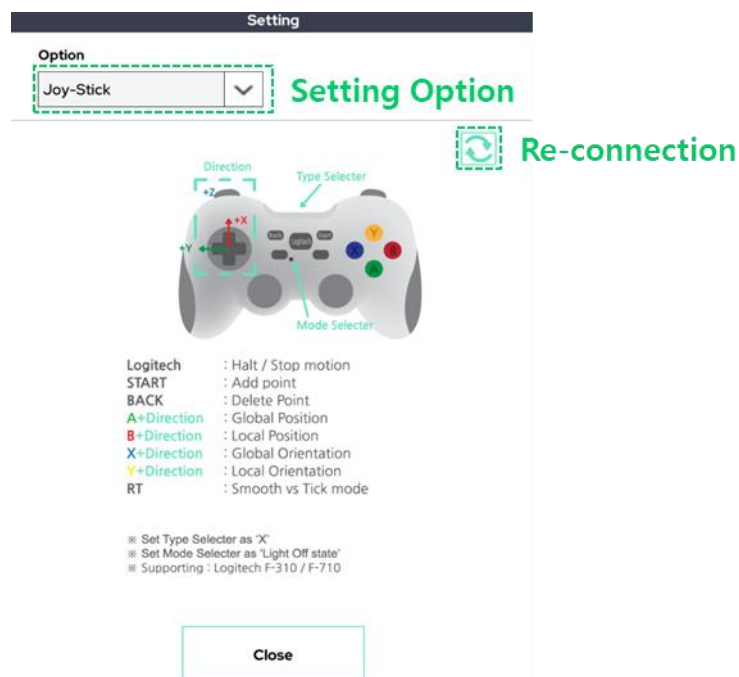 Setting
Option
Joy-Stick
Setting Option
Re-connection
Direction
Type Selecter
+Z
+X
+Y
Back
Start
Logitech
Y
X
B
A
Mode Selecter
Logitech : Halt / Stop motion
START : Add point
BACK : Delete Point
A+Direction : Global Position
B+Direction : Local Position
X+Direction : Global Orientation
Y+Direction : Local Orientation
RT : Smooth vs Tick mode
※ Set Type Selecter as 'X'
※ Set Mode Selecter as 'Light Off state'
※ Supporting : Logitech F-310 / F-710
Close